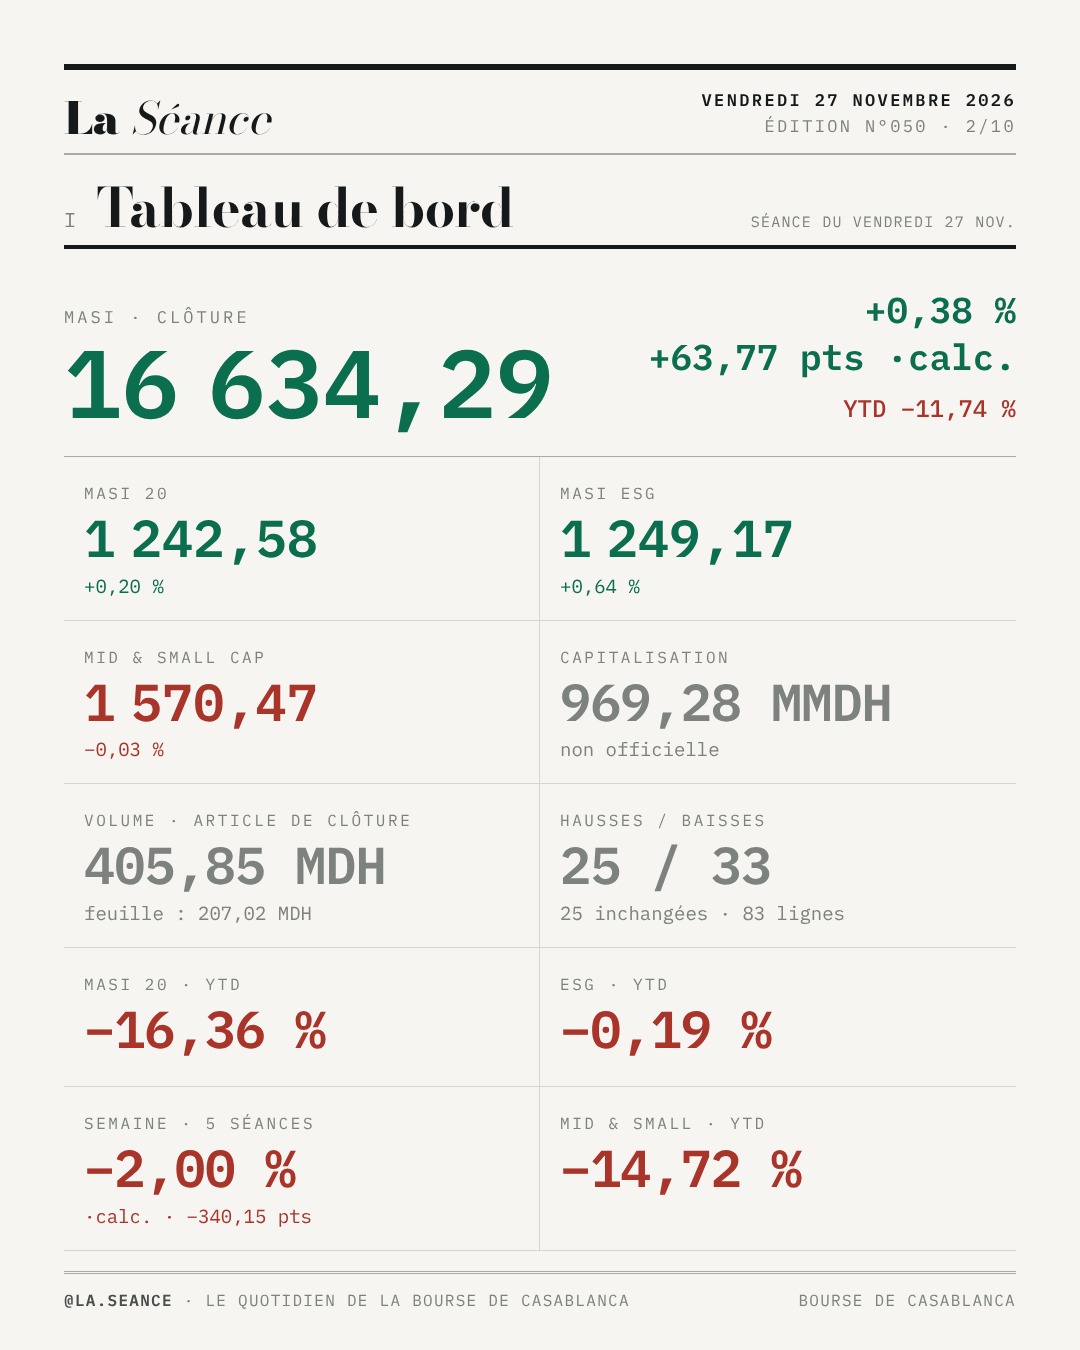 La Séance
VENDREDI 27 NOVEMBRE 2026
ÉDITION N°050 · 2/10
I Tableau de bord
SÉANCE DU VENDREDI 27 NOV.
MASI · CLÔTURE
16 634,29
+0,38 %
+63,77 pts ·calc.
YTD −11,74 %
MASI 20
1 242,58
+0,20 %
MASI ESG
1 249,17
+0,64 %
MID & SMALL CAP
1 570,47
−0,03 %
CAPITALISATION
969,28 MMDH
non officielle
VOLUME · ARTICLE DE CLÔTURE
405,85 MDH
feuille : 207,02 MDH
HAUSSES / BAISSES
25 / 33
25 inchangées · 83 lignes
MASI 20 · YTD
−16,36 %
ESG · YTD
−0,19 %
SEMAINE · 5 SÉANCES
−2,00 %
·calc. · −340,15 pts
MID & SMALL · YTD
−14,72 %
@LA.SEANCE · LE QUOTIDIEN DE LA BOURSE DE CASABLANCA
BOURSE DE CASABLANCA